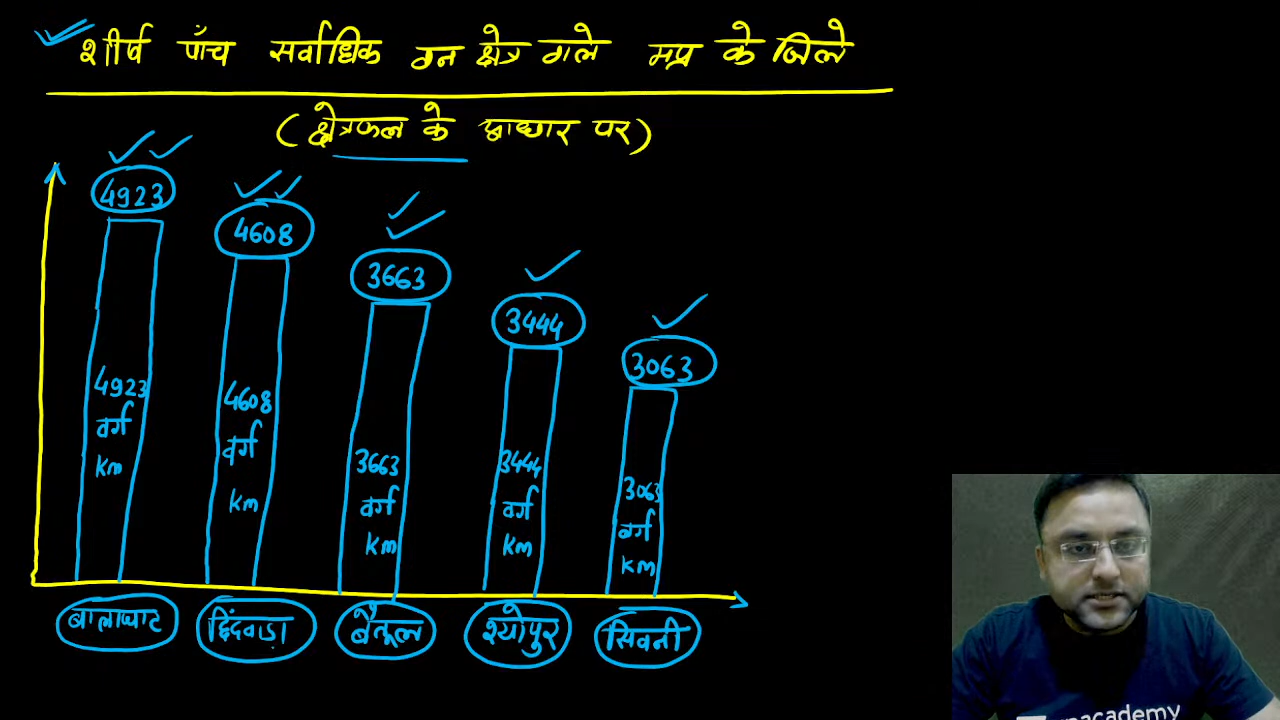 शीर्ष पाँच सर्वाधिक वन क्षेत्र वाले मप्र के जिले
(क्षेत्रफल के आधार पर)
4923
4608
3663
3444
3063
4923
वर्ग
km
4608
वर्ग
km
3663
वर्ग
km
3444
वर्ग
km
3063
वर्ग
km
बालाघाट
छिंदवाड़ा
बैतूल
श्योपुर
सिवनी
unacademy